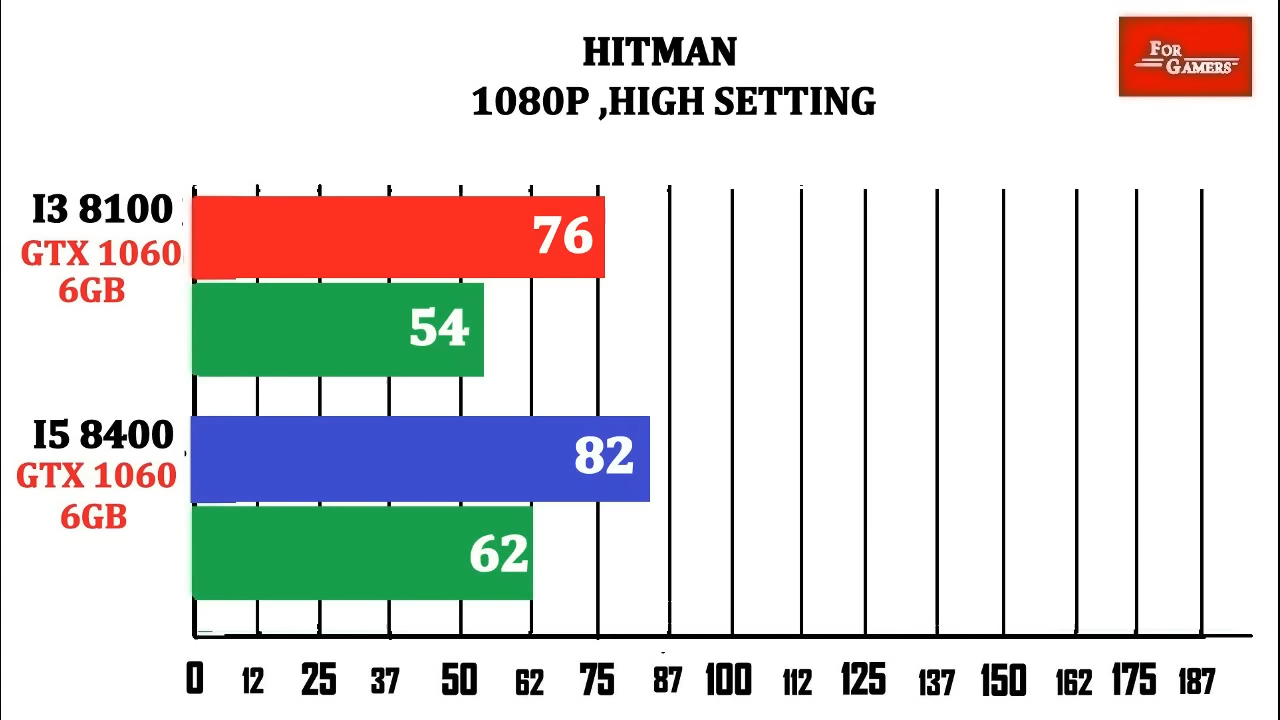 HITMAN
1080P ,HIGH SETTING
FOR
GAMERS
I3 8100
GTX 1060
6GB
76
54
I5 8400
GTX 1060
6GB
82
62
0 12 25 37 50 62 75 87 100 112 125 137 150 162 175 187